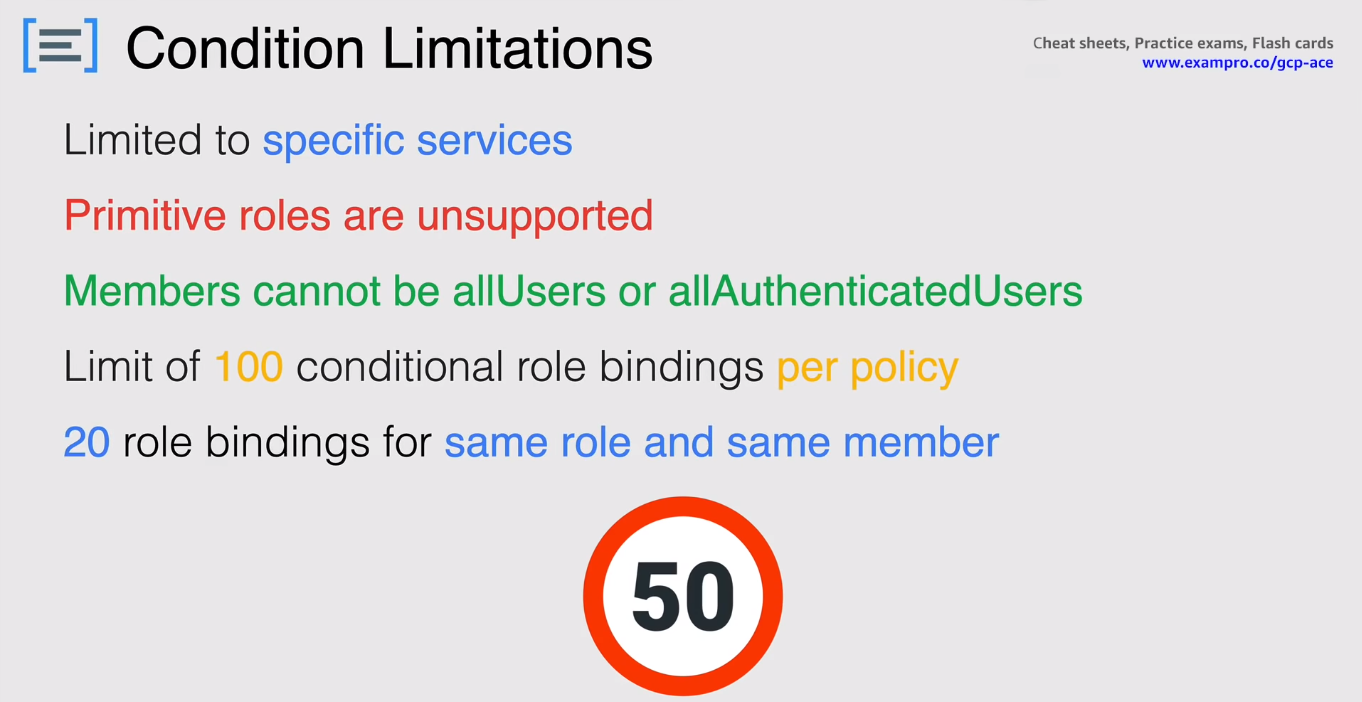 Condition Limitations
Cheat sheets, Practice exams, Flash cards
www.exampro.co/gcp-ace
Limited to specific services
Primitive roles are unsupported
Members cannot be allUsers or allAuthenticatedUsers
Limit of 100 conditional role bindings per policy
20 role bindings for same role and same member
50